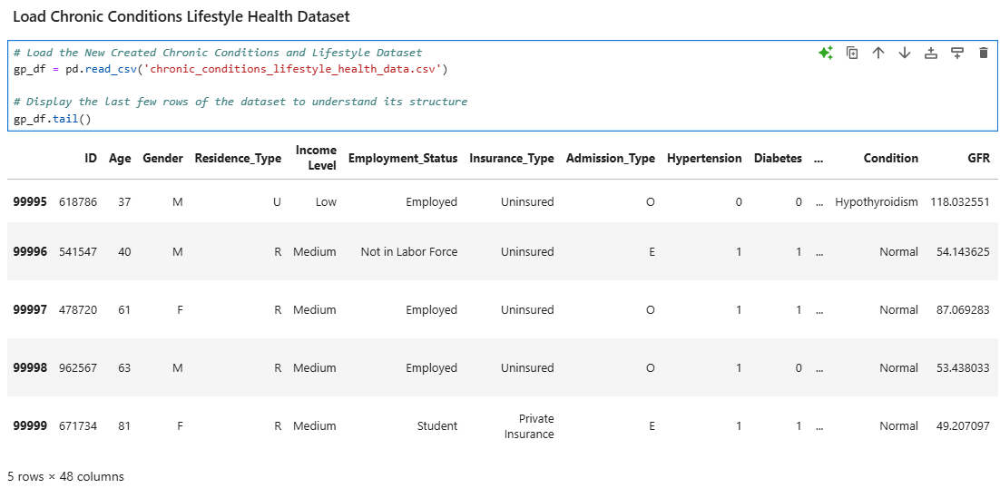 Load Chronic Conditions Lifestyle Health Dataset
# Load the New Created Chronic Conditions and Lifestyle Dataset
gp_df = pd.read_csv('chronic_conditions_lifestyle_health_data.csv')
# Display the last few rows of the dataset to understand its structure
gp_df.tail()
ID Age Gender Residence_Type Income Level Employment_Status Insurance_Type Admission_Type Hypertension Diabetes ... Condition GFR
99995 618786 37 M U Low Employed Uninsured O 0 0 ... Hypothyroidism 118.032551
99996 541547 40 M R Medium Not in Labor Force Uninsured E 1 1 ... Normal 54.143625
99997 478720 61 F R Medium Employed Uninsured O 1 1 ... Normal 87.069283
99998 962567 63 M R Medium Employed Uninsured O 1 0 ... Normal 53.438033
99999 671734 81 F R Medium Student Private Insurance E 1 1 ... Normal 49.207097
5 rows × 48 columns